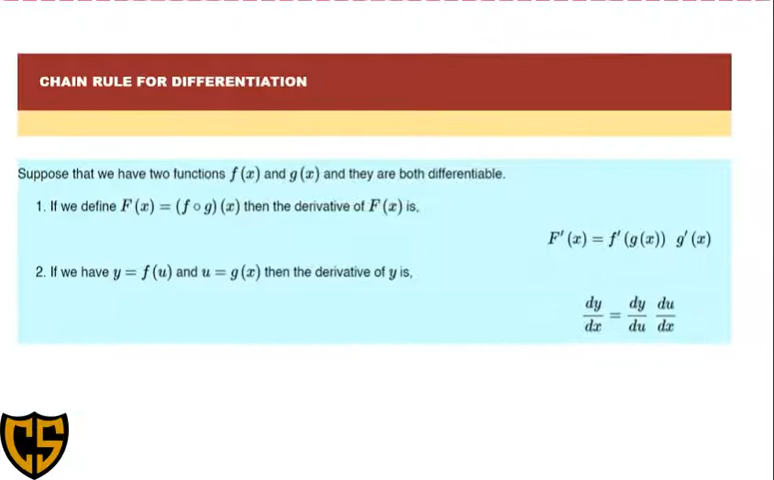 CHAIN RULE FOR DIFFERENTIATION
Suppose that we have two functions f (x) and g (x) and they are both differentiable.
1. If we define F (x) = (f ∘ g) (x) then the derivative of F (x) is,
F′ (x) = f′ (g (x)) g′ (x)
2. If we have y = f (u) and u = g (x) then the derivative of y is,
dy/dx = dy/du du/dx
CS